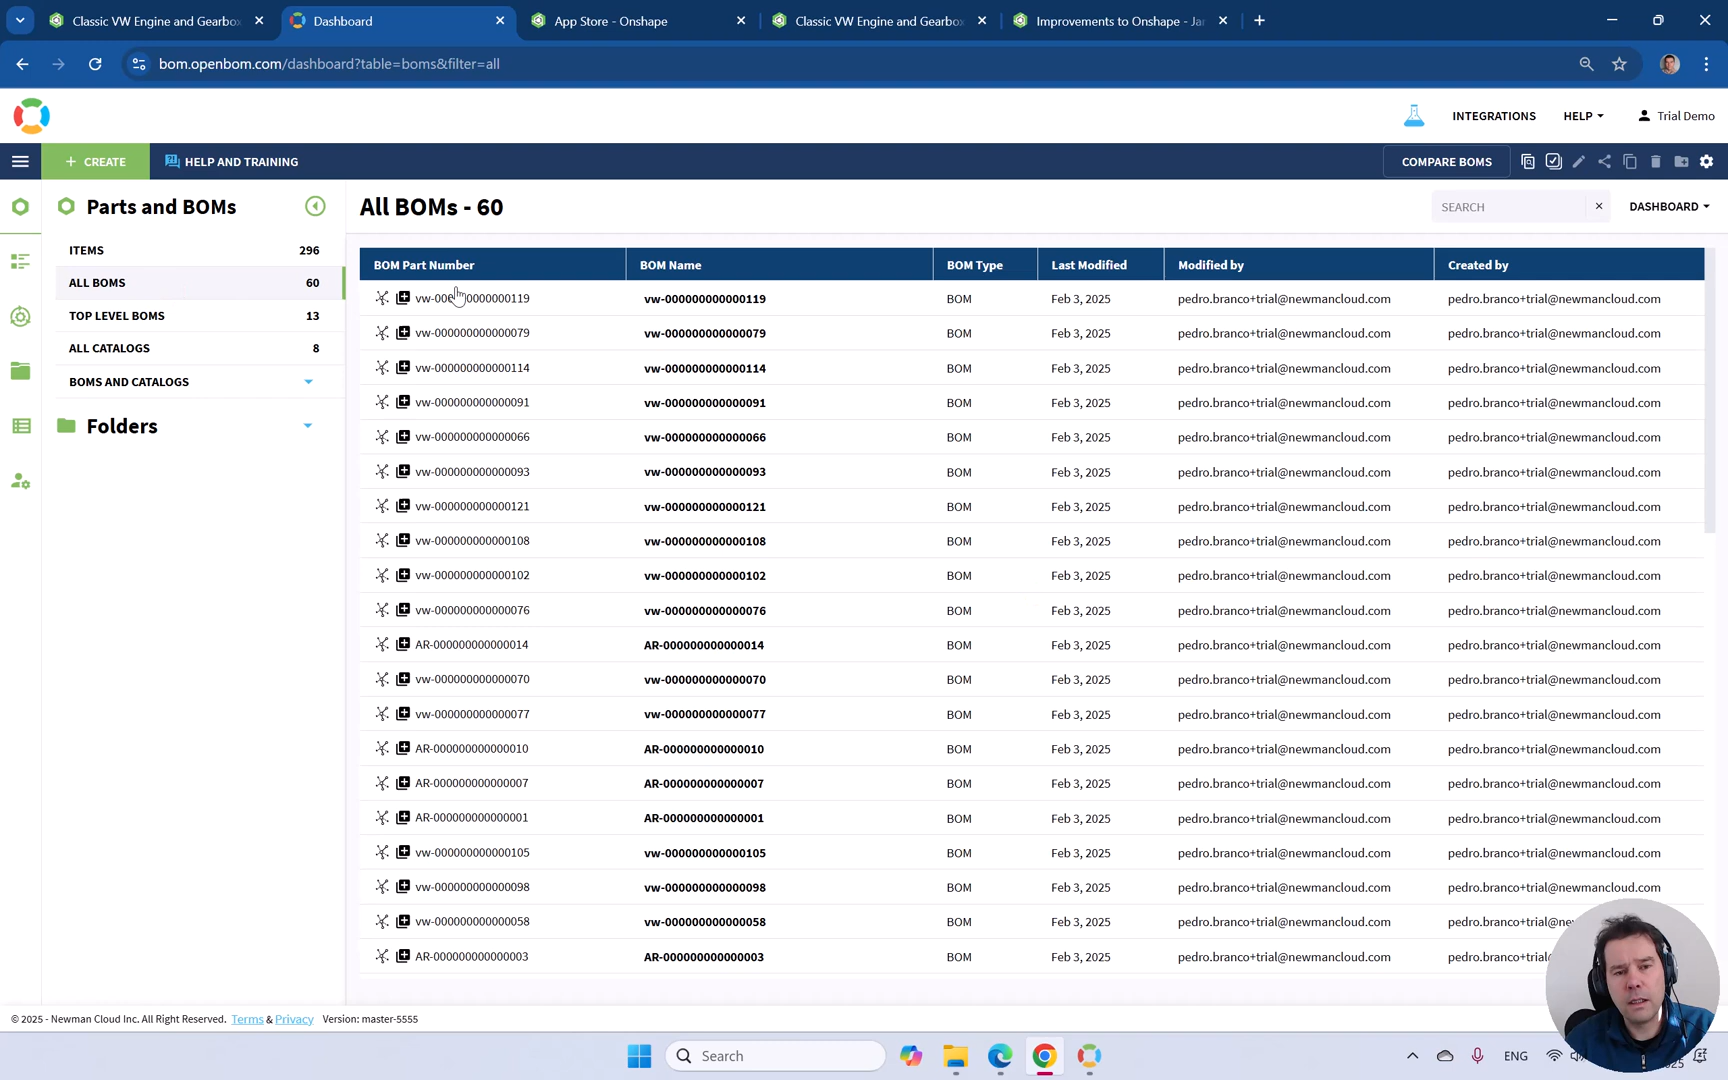 Classic VW Engine and Gearbox
Dashboard
App Store - Onshape
Classic VW Engine and Gearbox
Improvements to Onshape - Jar
bom.openbom.com/dashboard?table=boms&filter=all
INTEGRATIONS
HELP
Trial Demo
+ CREATE
HELP AND TRAINING
COMPARE BOMS
Parts and BOMs
All BOMs - 60
SEARCH
DASHBOARD
ITEMS 296
ALL BOMS 60
TOP LEVEL BOMS 13
ALL CATALOGS 8
BOMS AND CATALOGS
Folders
BOM Part Number BOM Name BOM Type Last Modified Modified by Created by
vw-000000000000119 vw-000000000000119 BOM Feb 3, 2025 pedro.branco+trial@newmancloud.com pedro.branco+trial@newmancloud.com
vw-000000000000079 vw-000000000000079 BOM Feb 3, 2025 pedro.branco+trial@newmancloud.com pedro.branco+trial@newmancloud.com
vw-000000000000114 vw-000000000000114 BOM Feb 3, 2025 pedro.branco+trial@newmancloud.com pedro.branco+trial@newmancloud.com
vw-000000000000091 vw-000000000000091 BOM Feb 3, 2025 pedro.branco+trial@newmancloud.com pedro.branco+trial@newmancloud.com
vw-000000000000066 vw-000000000000066 BOM Feb 3, 2025 pedro.branco+trial@newmancloud.com pedro.branco+trial@newmancloud.com
vw-000000000000093 vw-000000000000093 BOM Feb 3, 2025 pedro.branco+trial@newmancloud.com pedro.branco+trial@newmancloud.com
vw-000000000000121 vw-000000000000121 BOM Feb 3, 2025 pedro.branco+trial@newmancloud.com pedro.branco+trial@newmancloud.com
vw-000000000000108 vw-000000000000108 BOM Feb 3, 2025 pedro.branco+trial@newmancloud.com pedro.branco+trial@newmancloud.com
vw-000000000000102 vw-000000000000102 BOM Feb 3, 2025 pedro.branco+trial@newmancloud.com pedro.branco+trial@newmancloud.com
vw-000000000000076 vw-000000000000076 BOM Feb 3, 2025 pedro.branco+trial@newmancloud.com pedro.branco+trial@newmancloud.com
AR-000000000000014 AR-000000000000014 BOM Feb 3, 2025 pedro.branco+trial@newmancloud.com pedro.branco+trial@newmancloud.com
vw-000000000000070 vw-000000000000070 BOM Feb 3, 2025 pedro.branco+trial@newmancloud.com pedro.branco+trial@newmancloud.com
vw-000000000000077 vw-000000000000077 BOM Feb 3, 2025 pedro.branco+trial@newmancloud.com pedro.branco+trial@newmancloud.com
AR-000000000000010 AR-000000000000010 BOM Feb 3, 2025 pedro.branco+trial@newmancloud.com pedro.branco+trial@newmancloud.com
AR-000000000000007 AR-000000000000007 BOM Feb 3, 2025 pedro.branco+trial@newmancloud.com pedro.branco+trial@newmancloud.com
AR-000000000000001 AR-000000000000001 BOM Feb 3, 2025 pedro.branco+trial@newmancloud.com pedro.branco+trial@newmancloud.com
vw-000000000000105 vw-000000000000105 BOM Feb 3, 2025 pedro.branco+trial@newmancloud.com pedro.branco+trial@newmancloud.com
vw-000000000000098 vw-000000000000098 BOM Feb 3, 2025 pedro.branco+trial@newmancloud.com pedro.branco+trial@newmancloud.com
vw-000000000000058 vw-000000000000058 BOM Feb 3, 2025 pedro.branco+trial@newmancloud.com pedro.branco+trial@ne
AR-000000000000003 AR-000000000000003 BOM Feb 3, 2025 pedro.branco+trial@newmancloud.com pedro.branco+tria
© 2025 - Newman Cloud Inc. All Right Reserved. Terms & Privacy Version: master-5555
Search
ENG